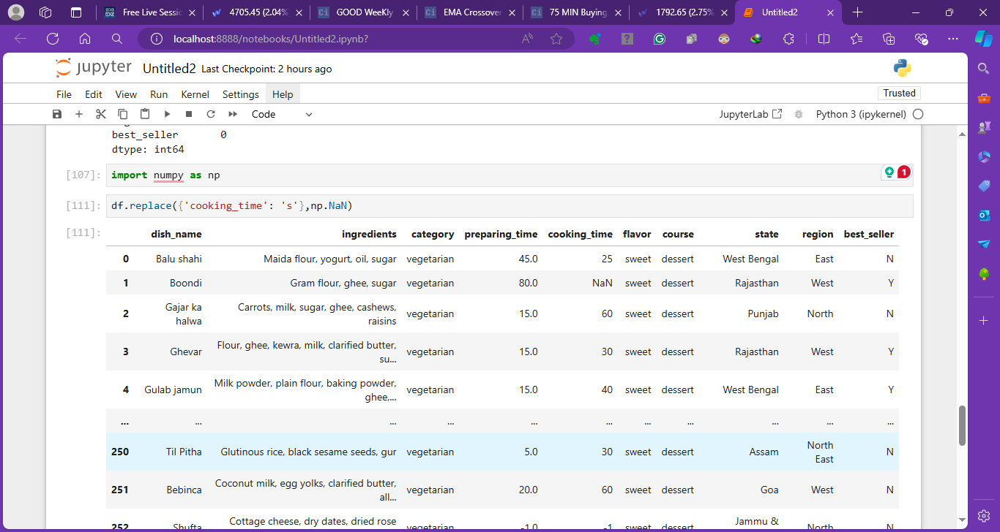 Free Live Sessi
4705.45 (2.04%
GOOD WeeKly
EMA Crossover
75 MIN Buying
1792.65 (2.75%
Untitled2
localhost:8888/notebooks/Untitled2.ipynb?
jupyter Untitled2 Last Checkpoint: 2 hours ago
File Edit View Run Kernel Settings Help
Trusted
Code
JupyterLab
Python 3 (ipykernel)
best_seller 0
dtype: int64
[107]: import numpy as np
1
[111]: df.replace({'cooking_time': 's'},np.NaN)
[111]:
dish_name ingredients category preparing_time cooking_time flavor course state region best_seller
0 Balu shahi Maida flour, yogurt, oil, sugar vegetarian 45.0 25 sweet dessert West Bengal East N
1 Boondi Gram flour, ghee, sugar vegetarian 80.0 NaN sweet dessert Rajasthan West Y
2 Gajar ka halwa Carrots, milk, sugar, ghee, cashews, raisins vegetarian 15.0 60 sweet dessert Punjab North N
3 Ghevar Flour, ghee, kewra, milk, clarified butter, su... vegetarian 15.0 30 sweet dessert Rajasthan West Y
4 Gulab jamun Milk powder, plain flour, baking powder, ghee,... vegetarian 15.0 40 sweet dessert West Bengal East Y
... ... ... ... ... ... ... ... ... ... ...
250 Til Pitha Glutinous rice, black sesame seeds, gur vegetarian 5.0 30 sweet dessert Assam North East N
251 Bebinca Coconut milk, egg yolks, clarified butter, all... vegetarian 20.0 60 sweet dessert Goa West N
252 Shufta Cottage cheese, dry dates, dried rose vegetarian -1.0 -1 sweet dessert Jammu & North N